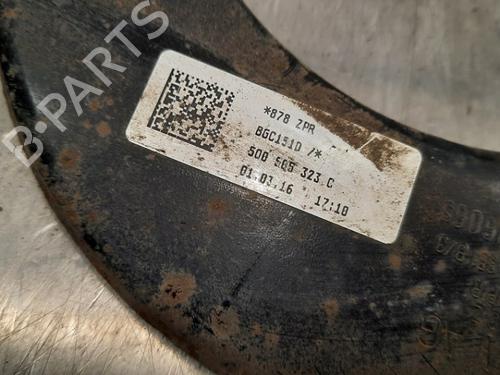 *878 ZPR
BGC151D /*
5Q0 505 323 C
01.03.16 17:10
B-PARTS